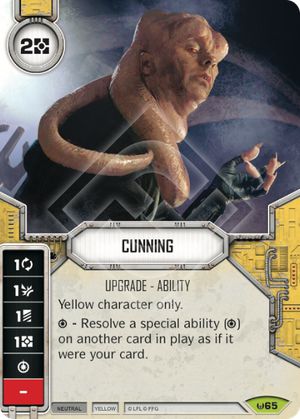 2
CUNNING
UPGRADE - ABILITY
Yellow character only.
- Resolve a special ability ( )
on another card in play as if it
were your card.
1
1
1
1
-
NEUTRAL YELLOW © LFL © FFG 65